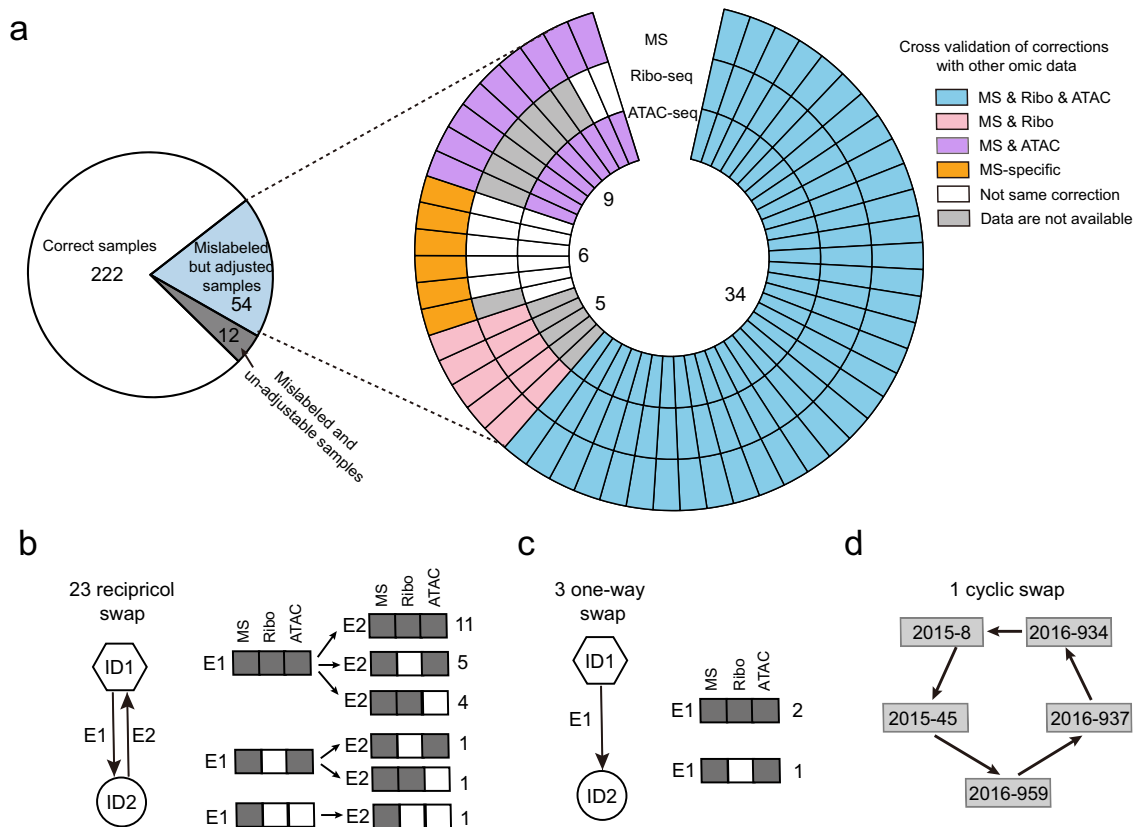 a
Correct samples
222
Mislabeled
but adjusted
samples
54
12
Mislabeled and
un-adjustable samples
MS
Ribo-seq
ATAC-seq
9
6
5
34
Cross validation of corrections
with other omic data
MS & Ribo & ATAC
MS & Ribo
MS & ATAC
MS-specific
Not same correction
Data are not available
b
23 recipricol
swap
ID1
E1
E2
ID2
MS
Ribo
ATAC
E1
MS
Ribo
ATAC
E2
11
E2
5
E2
4
E1
E2
1
E2
1
E1
E2
1
c
3 one-way
swap
ID1
E1
ID2
MS
Ribo
ATAC
E1
2
E1
1
d
1 cyclic swap
2015-8
2016-934
2015-45
2016-937
2016-959